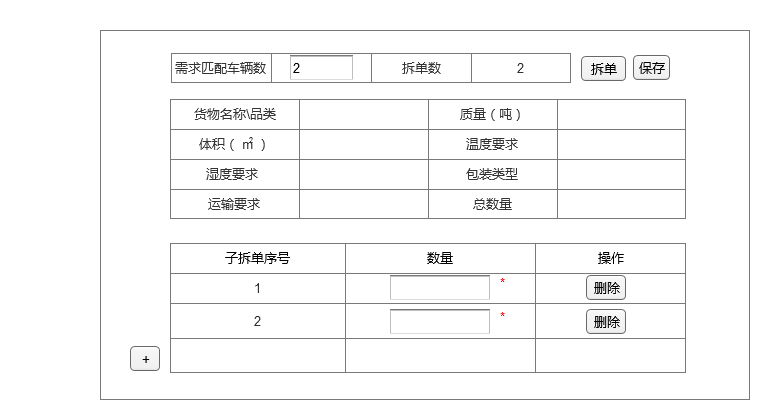 需求匹配车辆数 2 拆单数 2 拆单 保存
货物名称\品类 质量（吨）
体积（ ㎡ ） 温度要求
湿度要求 包装类型
运输要求 总数量
子拆单序号 数量 操作
1 * 删除
2 * 删除
+